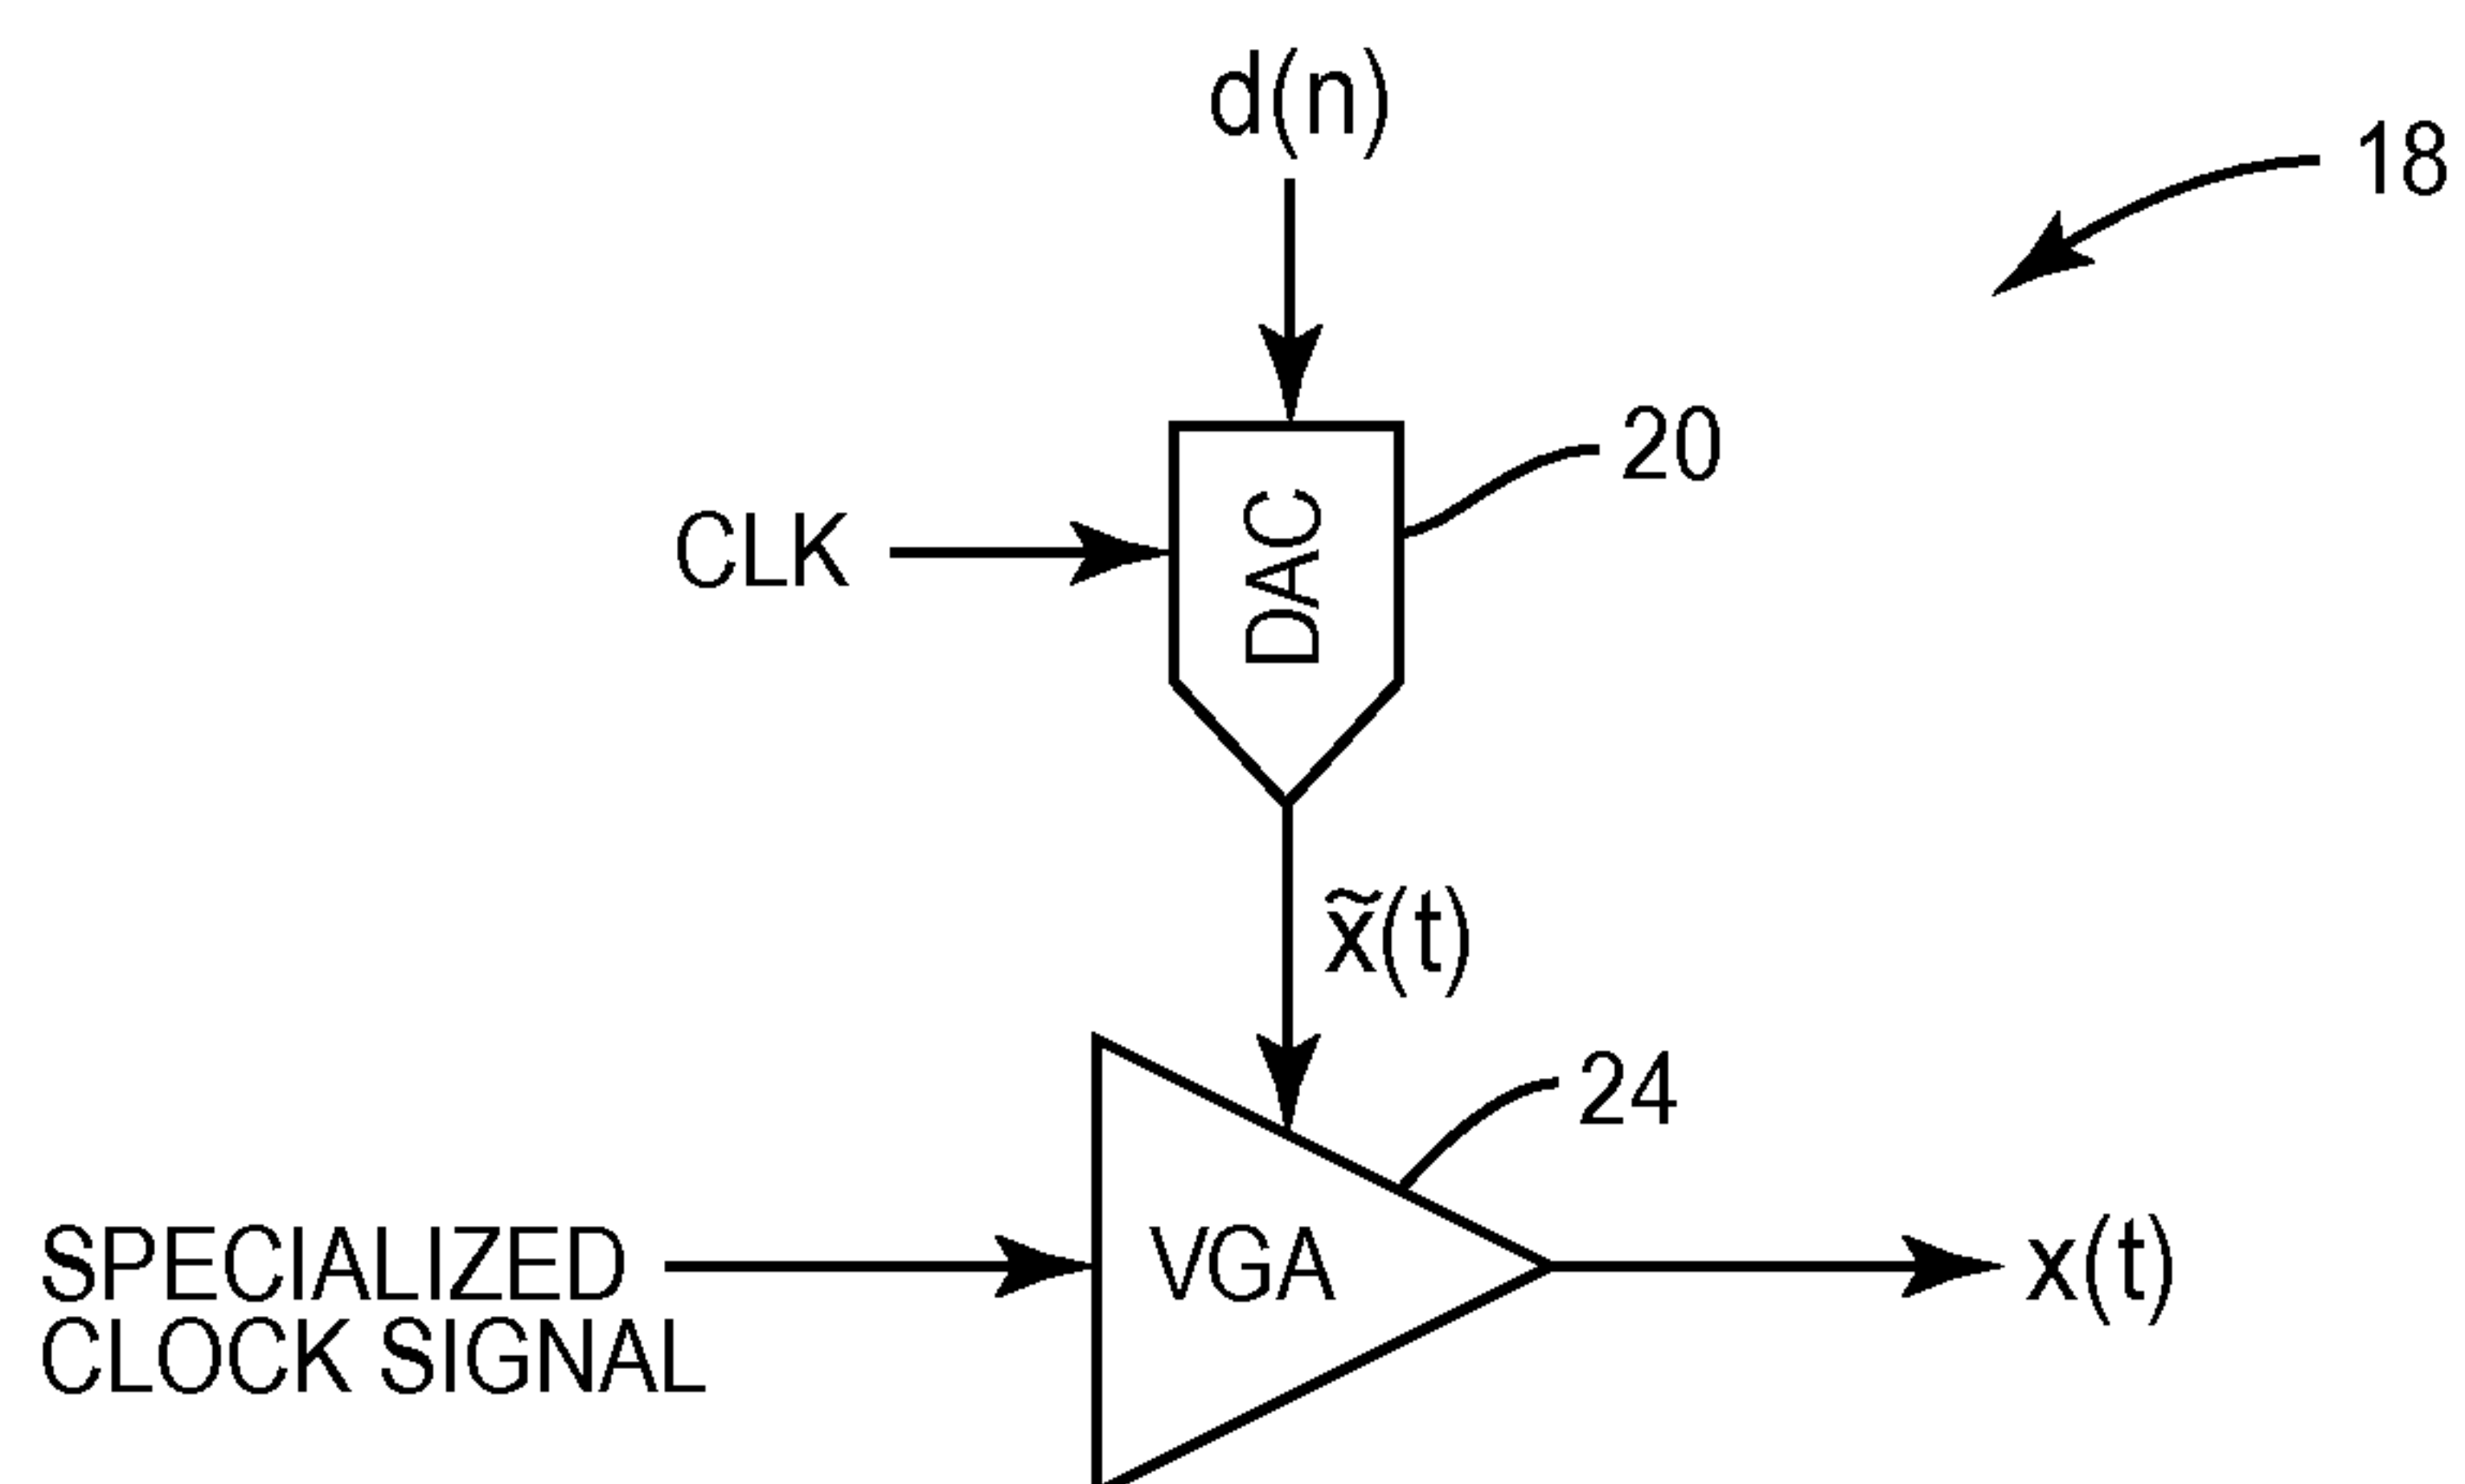 d(n)
18
20
CLK
DAC
x̃(t)
24
SPECIALIZED
CLOCK SIGNAL
VGA
x(t)